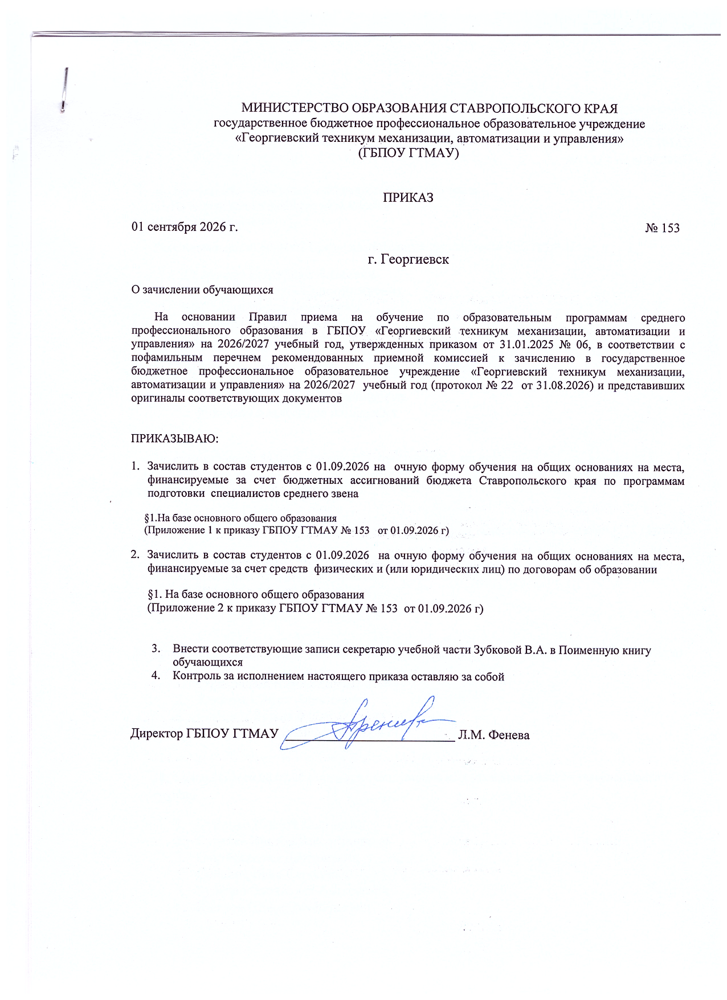 МИНИСТЕРСТВО ОБРАЗОВАНИЯ СТАВРОПОЛЬСКОГО КРАЯ
государственное бюджетное профессиональное образовательное учреждение
«Георгиевский техникум механизации, автоматизации и управления»
(ГБПОУ ГТМАУ)
ПРИКАЗ
01 сентября 2026 г. № 153
г. Георгиевск
О зачислении обучающихся
На основании Правил приема на обучение по образовательным программам среднего
профессионального образования в ГБПОУ «Георгиевский техникум механизации, автоматизации и
управления» на 2026/2027 учебный год, утвержденных приказом от 31.01.2025 № 06, в соответствии с
пофамильным перечнем рекомендованных приемной комиссией к зачислению в государственное
бюджетное профессиональное образовательное учреждение «Георгиевский техникум механизации,
автоматизации и управления» на 2026/2027 учебный год (протокол № 22 от 31.08.2026) и представивших
оригиналы соответствующих документов
ПРИКАЗЫВАЮ:
1. Зачислить в состав студентов с 01.09.2026 на очную форму обучения на общих основаниях на места,
финансируемые за счет бюджетных ассигнований бюджета Ставропольского края по программам
подготовки специалистов среднего звена
§1.На базе основного общего образования
(Приложение 1 к приказу ГБПОУ ГТМАУ № 153 от 01.09.2026 г)
2. Зачислить в состав студентов с 01.09.2026 на очную форму обучения на общих основаниях на места,
финансируемые за счет средств физических и (или юридических лиц) по договорам об образовании
§1. На базе основного общего образования
(Приложение 2 к приказу ГБПОУ ГТМАУ № 153 от 01.09.2026 г)
3. Внести соответствующие записи секретарю учебной части Зубковой В.А. в Поименную книгу
обучающихся
4. Контроль за исполнением настоящего приказа оставляю за собой
Директор ГБПОУ ГТМАУ Л.М. Фенева